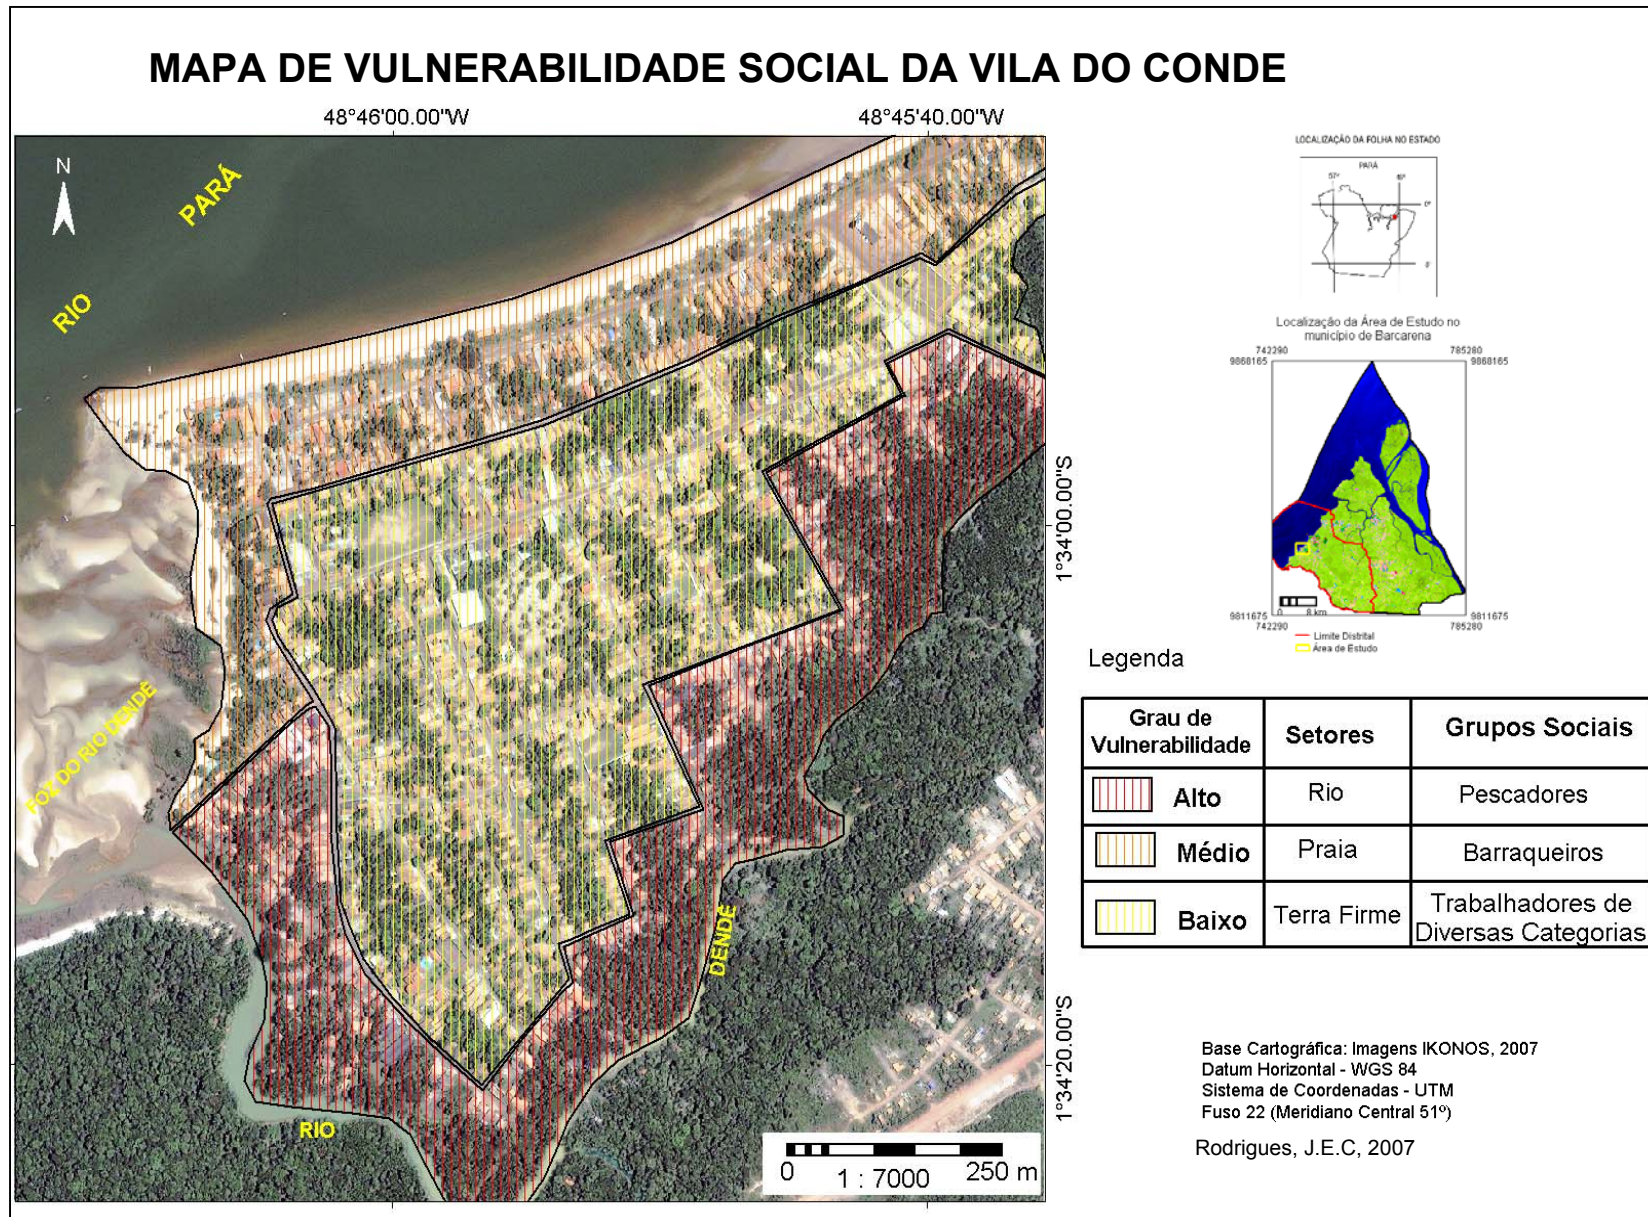 MAPA DE VULNERABILIDADE SOCIAL DA VILA DO CONDE
48°46'00.00"W
48°45'40.00"W
N
RIO
PARÁ
FOZ DO RIO DENDÊ
DENDÊ
RIO
1°34'00.00"S
1°34'20.00"S
0
1 : 7000
250 m
LOCALIZAÇÃO DA FOLHA NO ESTADO
PARÁ
57º
0º
Localização da Área de Estudo no
município de Barcarena
742290
785280
9868165
9868165
0
8 km
9811675
9811675
742290
785280
Limite Distrital
Área de Estudo
Legenda
Grau de
Vulnerabilidade
Setores
Grupos Sociais
Alto
Rio
Pescadores
Médio
Praia
Barraqueiros
Baixo
Terra Firme
Trabalhadores de
Diversas Categorias
Base Cartográfica: Imagens IKONOS, 2007
Datum Horizontal - WGS 84
Sistema de Coordenadas - UTM
Fuso 22 (Meridiano Central 51º)
Rodrigues, J.E.C, 2007